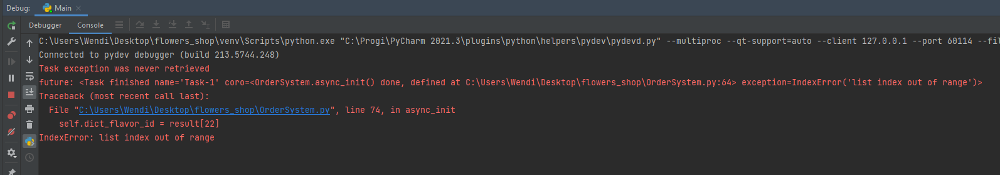 Debug: Main
Debugger Console
C:\Users\Wendi\Desktop\flowers_shop\venv\Scripts\python.exe "C:\Progi\PyCharm 2021.3\plugins\python\helpers\pydev\pydevd.py" --multiproc --qt-support=auto --client 127.0.0.1 --port 60114 --fil
Connected to pydev debugger (build 213.5744.248)
Task exception was never retrieved
future: <Task finished name='Task-1' coro=<OrderSystem.async_init() done, defined at C:\Users\Wendi\Desktop\flowers_shop\OrderSystem.py:64> exception=IndexError('list index out of range')>
Traceback (most recent call last):
  File "C:\Users\Wendi\Desktop\flowers_shop\OrderSystem.py", line 74, in async_init
    self.dict_flavor_id = result[22]
IndexError: list index out of range